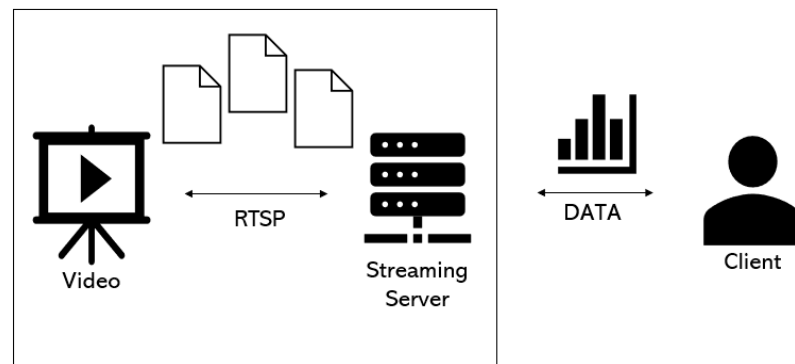 RTSP
DATA
Video
Streaming
Server
Client